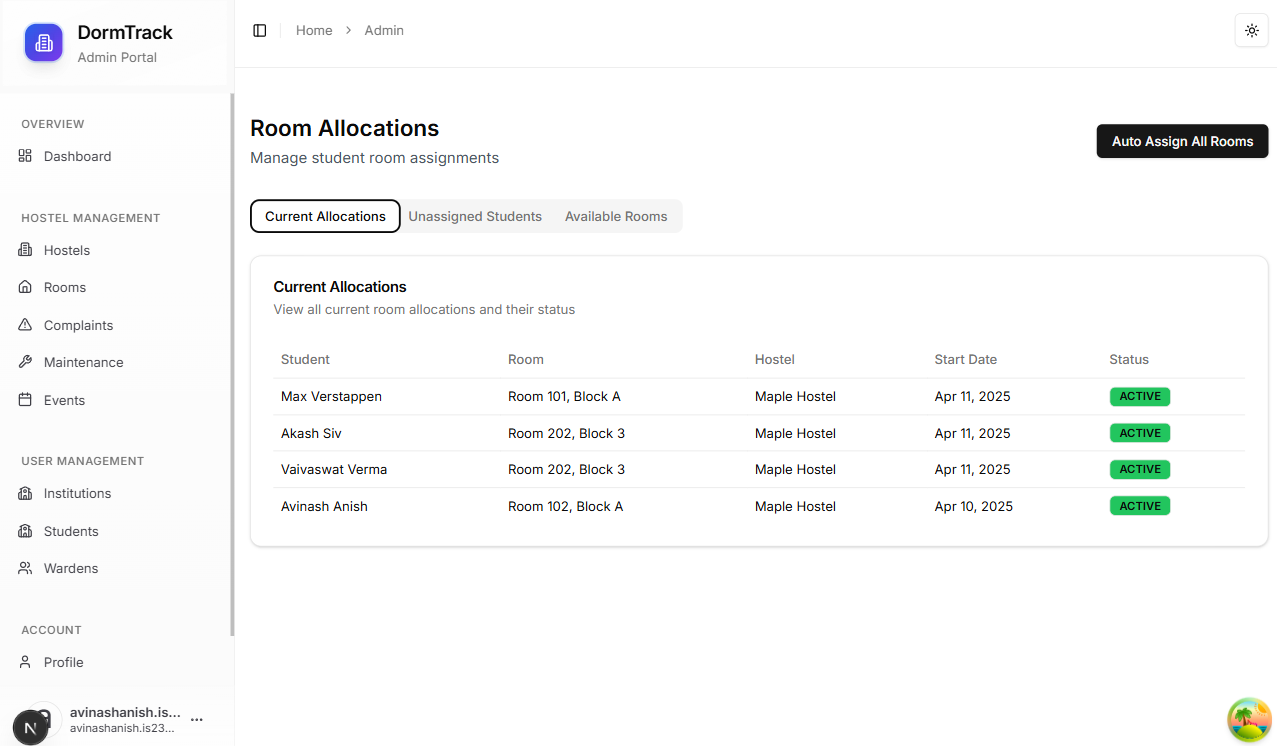 DormTrack
Admin Portal
Home > Admin
OVERVIEW
Dashboard
HOSTEL MANAGEMENT
Hostels
Rooms
Complaints
Maintenance
Events
USER MANAGEMENT
Institutions
Students
Wardens
ACCOUNT
Profile
avinashanish.is...
avinashanish.is23...
N
Room Allocations
Manage student room assignments
Auto Assign All Rooms
Current Allocations Unassigned Students Available Rooms
Current Allocations
View all current room allocations and their status
Student Room Hostel Start Date Status
Max Verstappen Room 101, Block A Maple Hostel Apr 11, 2025 ACTIVE
Akash Siv Room 202, Block 3 Maple Hostel Apr 11, 2025 ACTIVE
Vaivaswat Verma Room 202, Block 3 Maple Hostel Apr 11, 2025 ACTIVE
Avinash Anish Room 102, Block A Maple Hostel Apr 10, 2025 ACTIVE